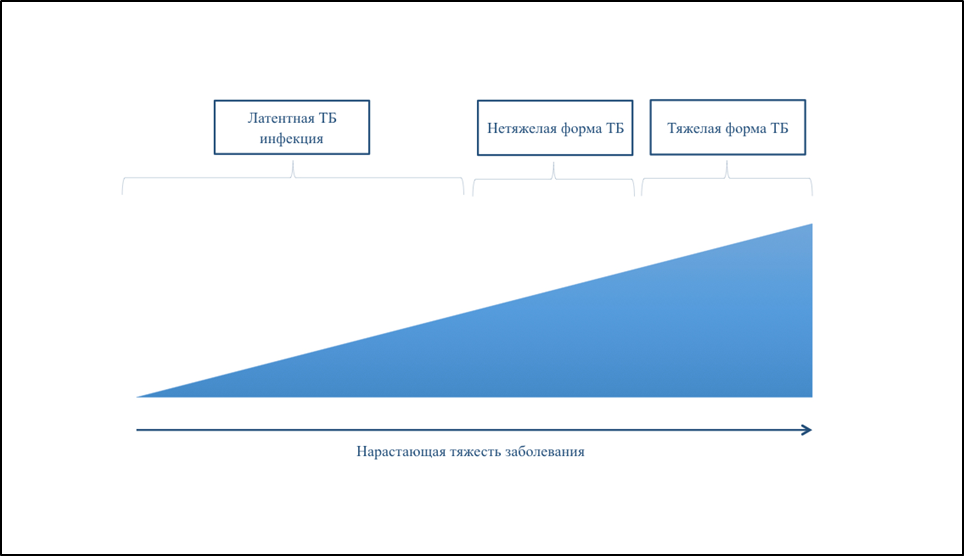 Латентная ТБ
инфекция
Нетяжелая форма ТБ
Тяжелая форма ТБ
Нарастающая тяжесть заболевания